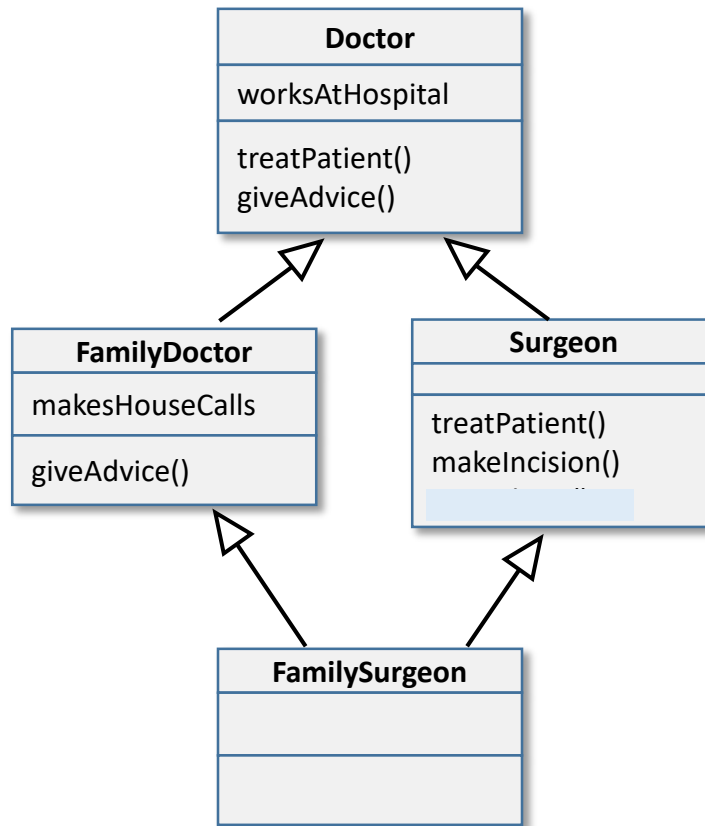 Doctor
worksAtHospital
treatPatient()
giveAdvice()
FamilyDoctor
makesHouseCalls
giveAdvice()
Surgeon
treatPatient()
makeIncision()
FamilySurgeon